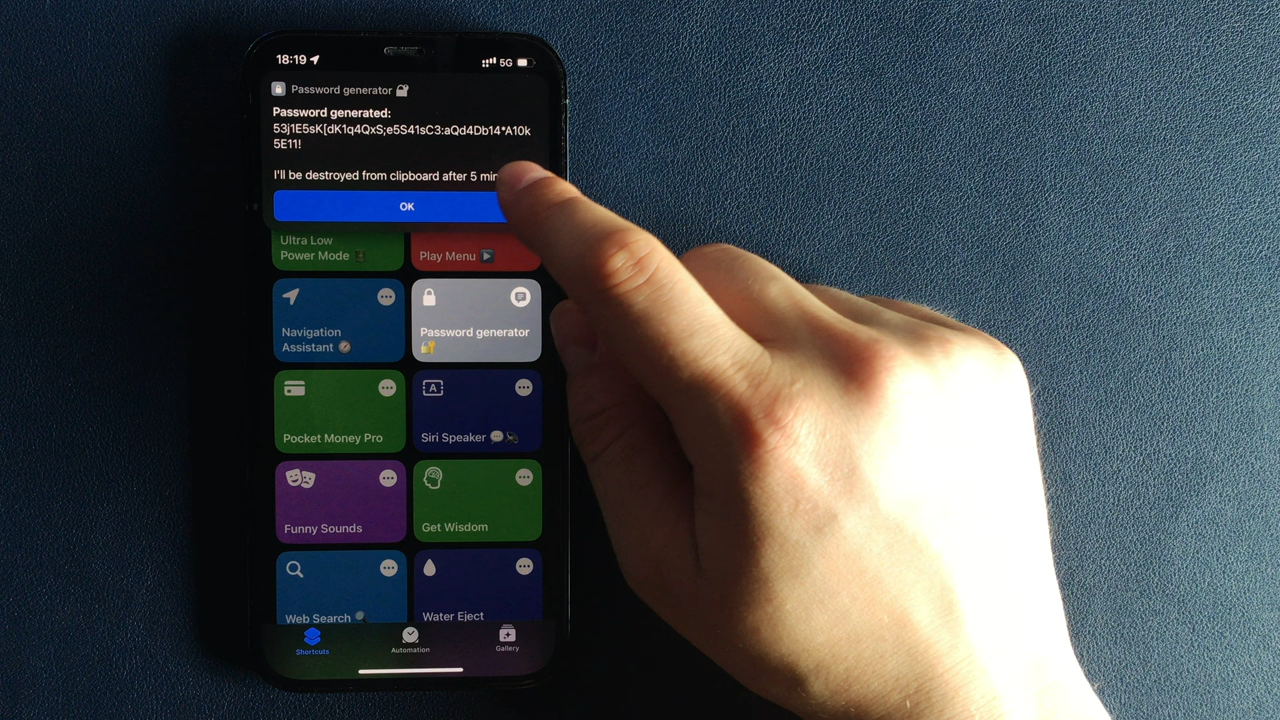 18:19
5G
Password generator
Password generated:
53j1E5sK[dK1q4QxS;e5S41sC3:aQd4Db14*A10k
5E11!
I'll be destroyed from clipboard after 5 min
OK
Ultra Low
Power Mode
Play Menu
Navigation
Assistant
Password generator
Pocket Money Pro
A
Siri Speaker
Funny Sounds
Get Wisdom
Web Search
Water Eject
Shortcuts
Automation
Gallery